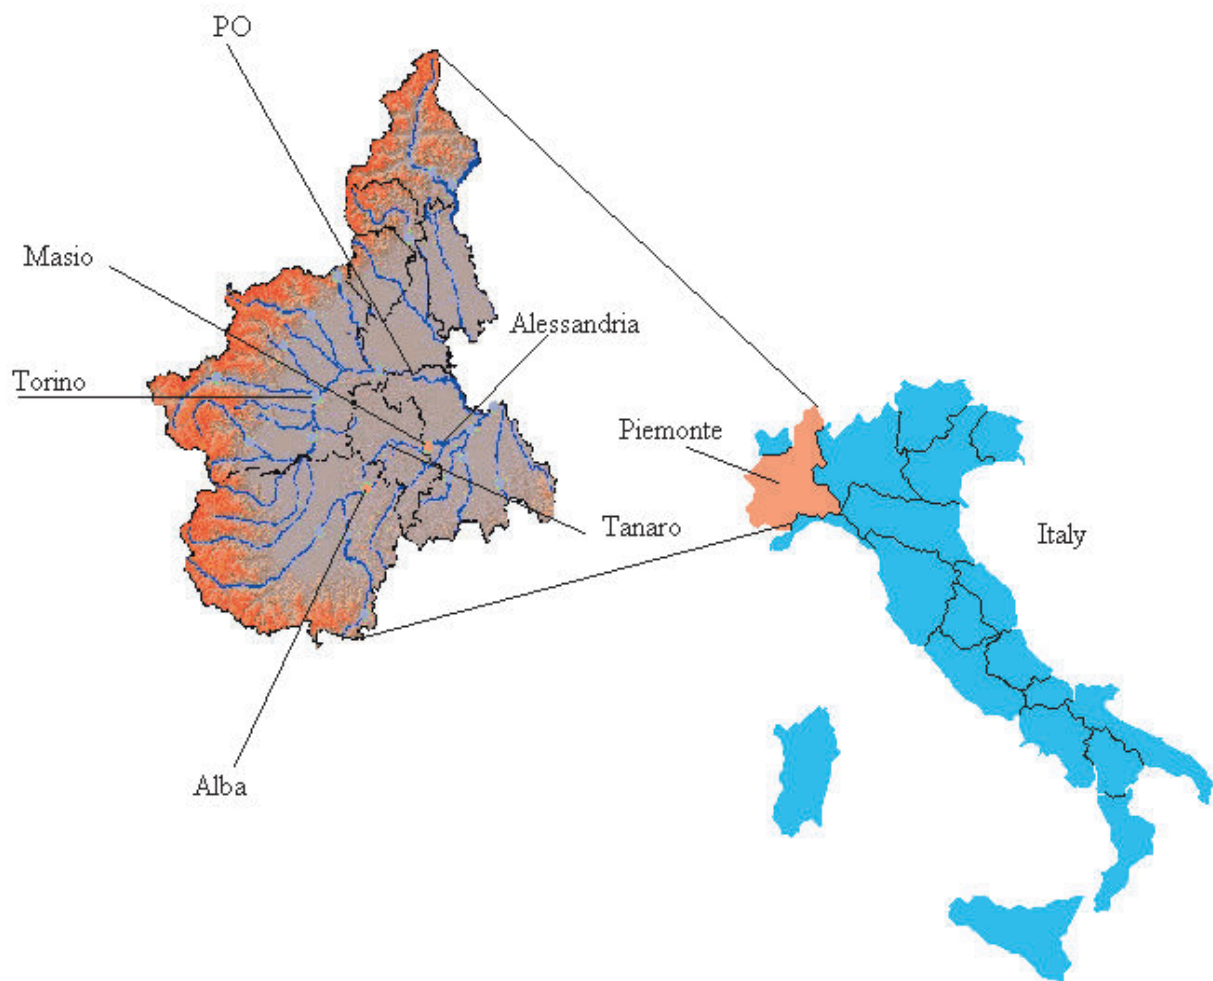 PO
Masio
Alessandria
Torino
Piemonte
Tanaro
Italy
Alba